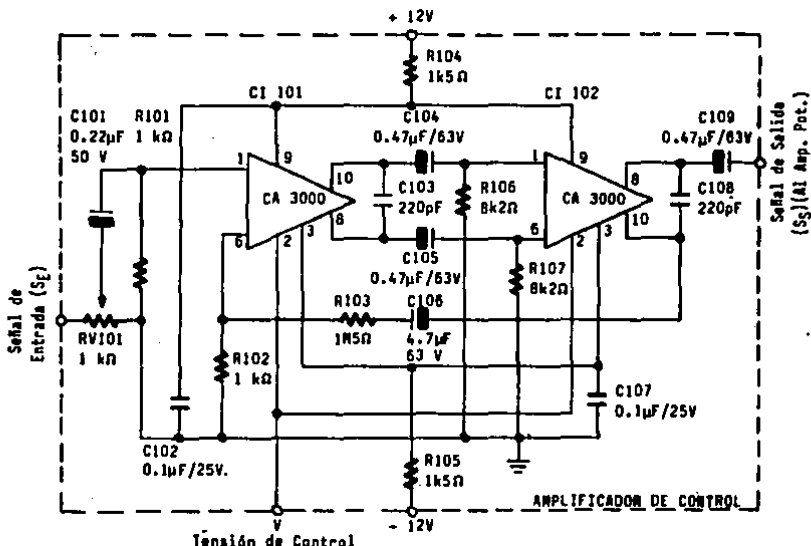 + 12V
R104
1k5Ω
CI 101
CI 102
C101
0.22µF
50 V
R101
1 kΩ
C104
0.47µF/63V
C109
0.47µF/63V
1
9
10
8
6
2
3
CA 3000
C103
220pF
R106
8k2Ω
1
9
8
10
6
2
3
CA 3000
C108
220pF
C105
0.47µF/63V
R107
8k2Ω
Señal de Salida
(SS)(Al Amp. Pot.)
Señal de
Entrada (SE)
RV101
1 kΩ
R103
1M5Ω
C106
4.7µF
63 V
R102
1 kΩ
C107
0.1µF/25V
C102
0.1µF/25V.
R105
1k5Ω
AMPLIFICADOR DE CONTROL
V
- 12V
Tensión de Control